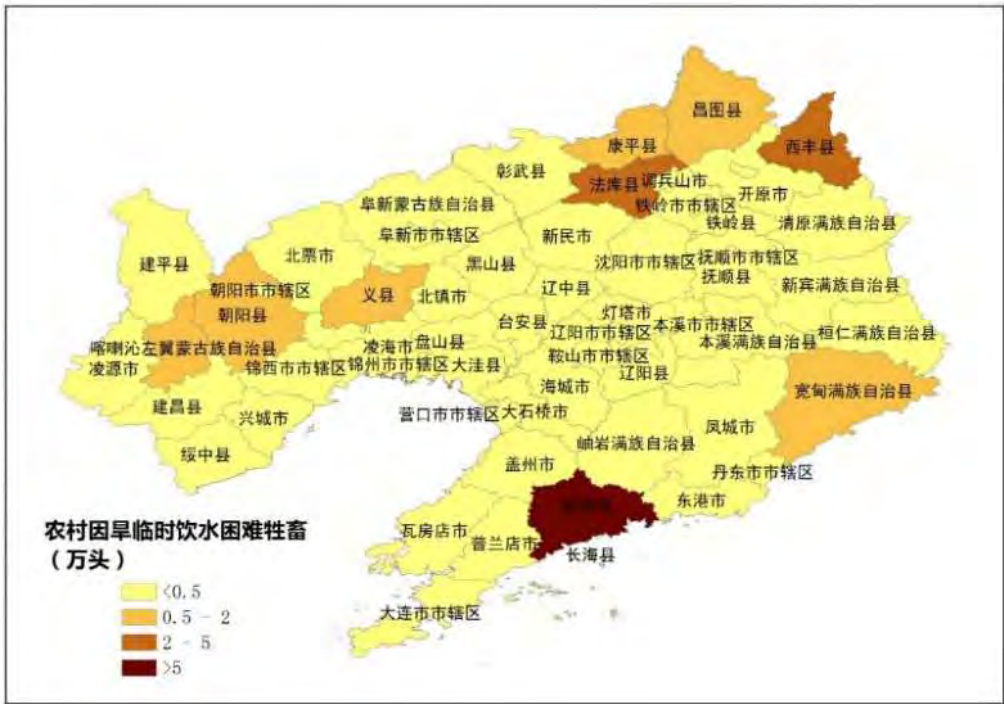 昌图县
康平县
西丰县
彰武县
法库县
调兵山市
开原市
铁岭市市辖区
阜新蒙古族自治县
铁岭县
清原满族自治县
阜新市市辖区
新民市
北票市
沈阳市市辖区
抚顺市市辖区
建平县
黑山县
抚顺县
新宾满族自治县
朝阳市市辖区
义县
北镇市
辽中县
朝阳县
灯塔市
台安县
辽阳市市辖区
本溪市市辖区
桓仁满族自治县
喀喇沁左翼蒙古族自治县
凌海市
盘山县
本溪满族自治县
凌源市
锦西市市辖区
锦州市市辖区
大洼县
鞍山市市辖区
辽阳县
海城市
宽甸满族自治县
建昌县
兴城市
营口市市辖区
大石桥市
岫岩满族自治县
凤城市
绥中县
盖州市
丹东市市辖区
东港市
瓦房店市
普兰店市
长海县
大连市市辖区
农村因旱临时饮水困难牲畜
（万头）
<0.5
0.5 - 2
2 - 5
>5